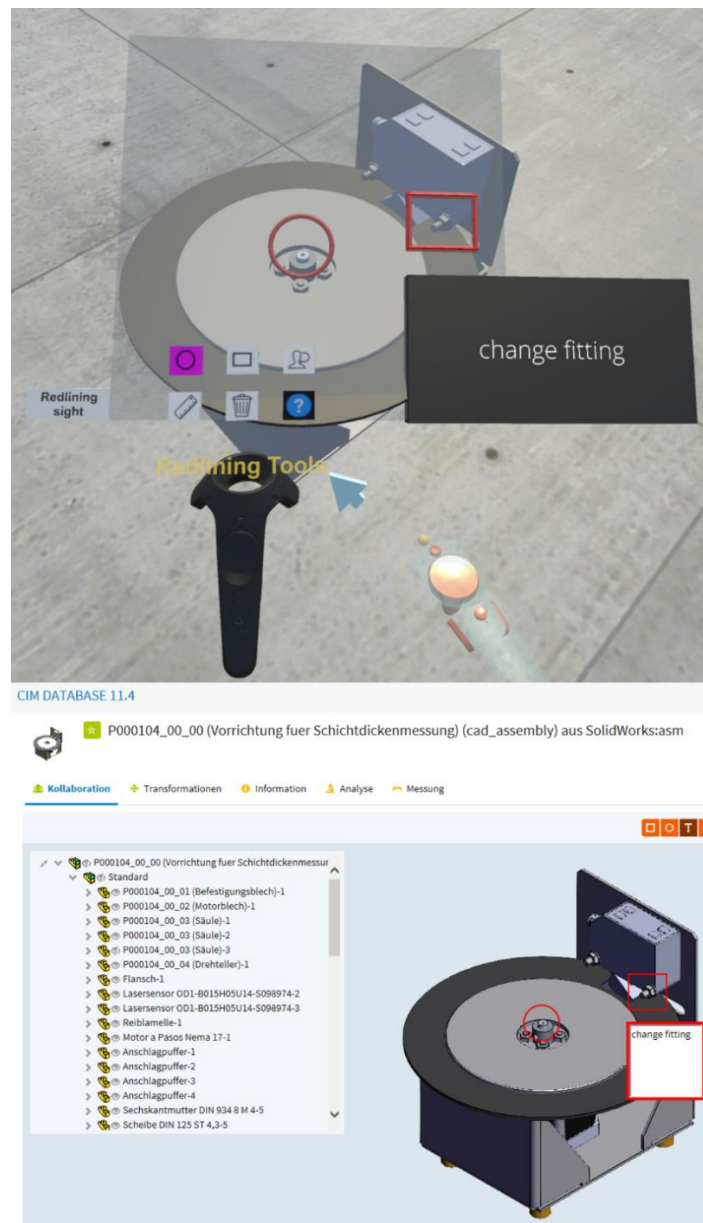 change fitting
Redlining
sight
Redlining Tools
CIM DATABASE 11.4
P000104_00_00 (Vorrichtung fuer Schichtdickenmessung) (cad_assembly) aus SolidWorks:asm
Kollaboration Transformationen Information Analyse Messung
T
P000104_00_00 (Vorrichtung fuer Schichtdickenmessur
Standard
P000104_00_01 (Befestigungsblech)-1
P000104_00_02 (Motorblech)-1
P000104_00_03 (Säule)-1
P000104_00_03 (Säule)-2
P000104_00_03 (Säule)-3
P000104_00_04 (Drehteller)-1
Flansch-1
Lasersensor OD1-B015H05U14-S098974-2
Lasersensor OD1-B015H05U14-S098974-3
Reiblamelle-1
Motor a Pasos Nema 17-1
Anschlagpuffer-1
Anschlagpuffer-2
Anschlagpuffer-3
Anschlagpuffer-4
Sechskantmutter DIN 934 8 M 4-5
Scheibe DIN 125 ST 4,3-5
change fitting